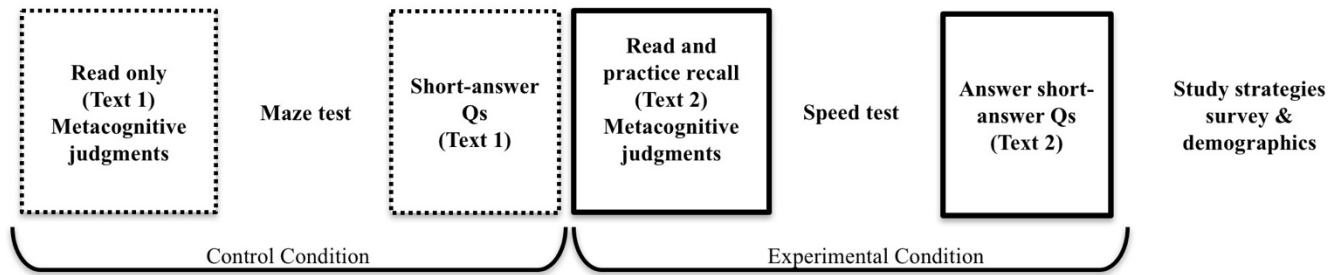 Read only
(Text 1)
Metacognitive
judgments
Maze test
Short-answer
Qs
(Text 1)
Read and
practice recall
(Text 2)
Metacognitive
judgments
Speed test
Answer short-
answer Qs
(Text 2)
Study strategies
survey &
demographics
Control Condition
Experimental Condition